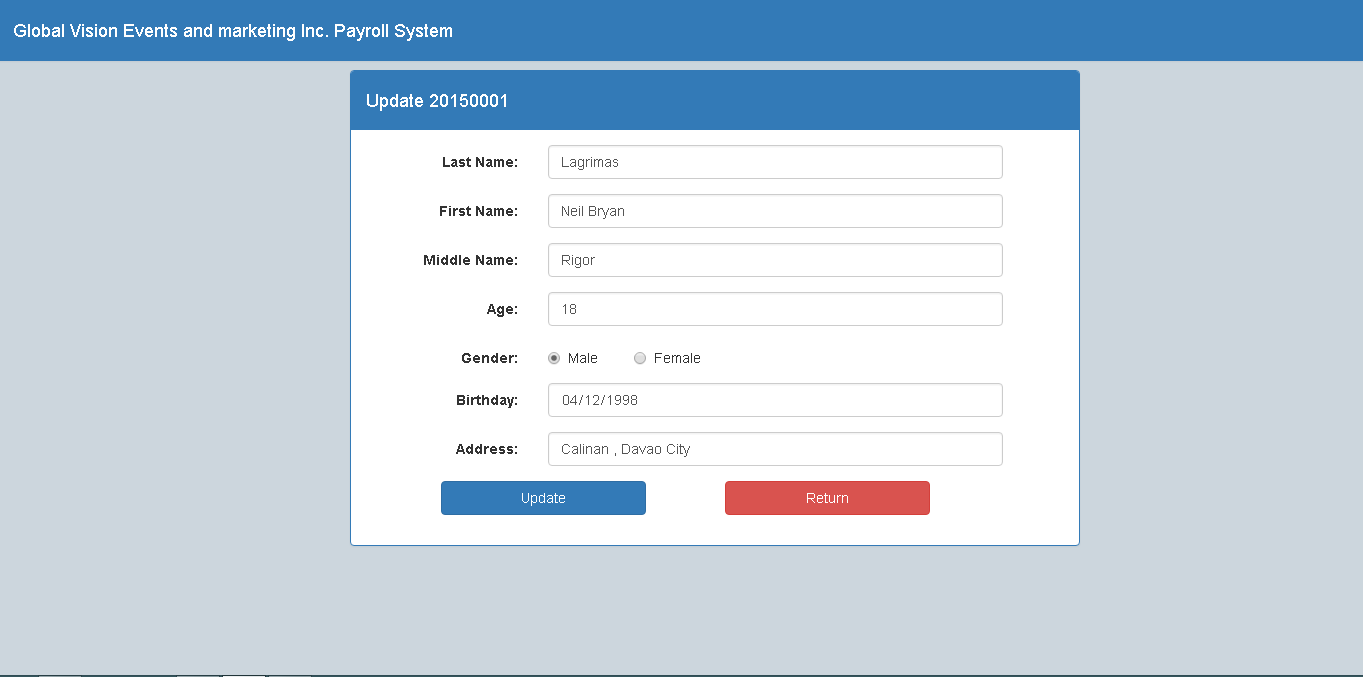 Global Vision Events and marketing Inc. Payroll System
Update 20150001
Last Name: Lagrimas
First Name: Neil Bryan
Middle Name: Rigor
Age: 18
Gender: Male Female
Birthday: 04/12/1998
Address: Calinan , Davao City
Update Return